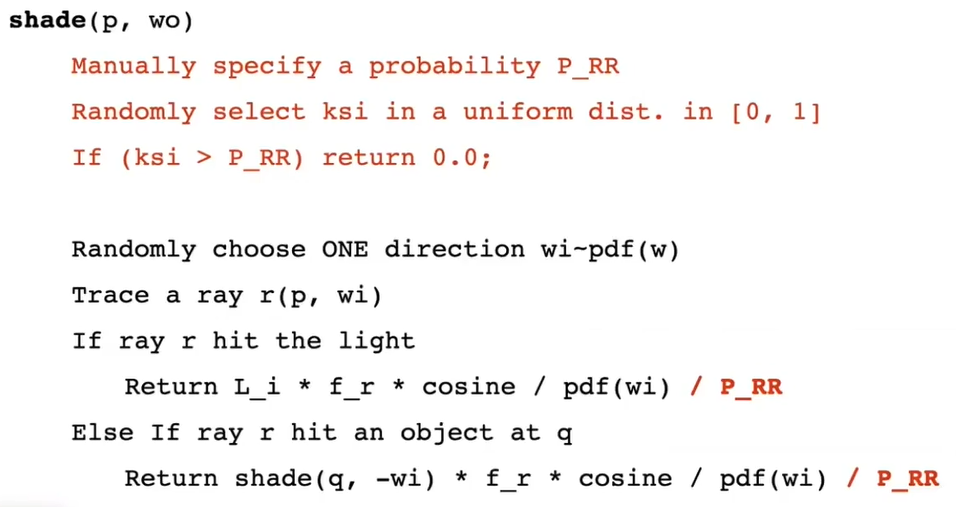 shade(p, wo)
Manually specify a probability P_RR
Randomly select ksi in a uniform dist. in [0, 1]
If (ksi > P_RR) return 0.0;
Randomly choose ONE direction wi~pdf(w)
Trace a ray r(p, wi)
If ray r hit the light
Return L_i * f_r * cosine / pdf(wi) / P_RR
Else If ray r hit an object at q
Return shade(q, -wi) * f_r * cosine / pdf(wi) / P_RR